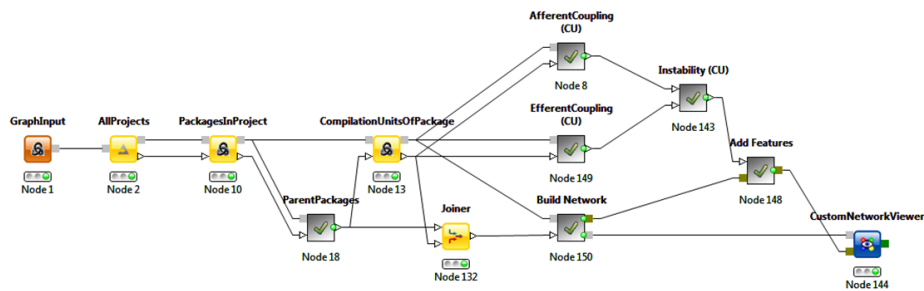 AfferentCoupling
(CU)
Node 8
Instability (CU)
Node 143
GraphInput
Node 1
AllProjects
Node 2
PackagesInProject
Node 10
CompilationUnitsOfPackage
Node 13
EfferentCoupling
(CU)
Node 149
Add Features
Node 148
ParentPackages
Node 18
Joiner
Node 132
Build Network
Node 150
CustomNetworkViewer
Node 144